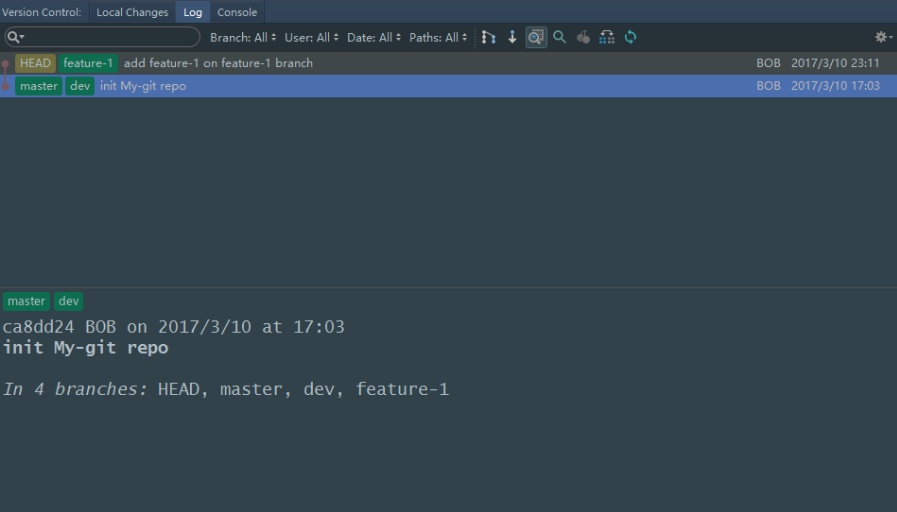 Version Control: Local Changes Log Console
Branch: All User: All Date: All Paths: All
HEAD feature-1 add feature-1 on feature-1 branch BOB 2017/3/10 23:11
master dev init My-git repo BOB 2017/3/10 17:03
master dev
ca8dd24 BOB on 2017/3/10 at 17:03
init My-git repo
In 4 branches: HEAD, master, dev, feature-1